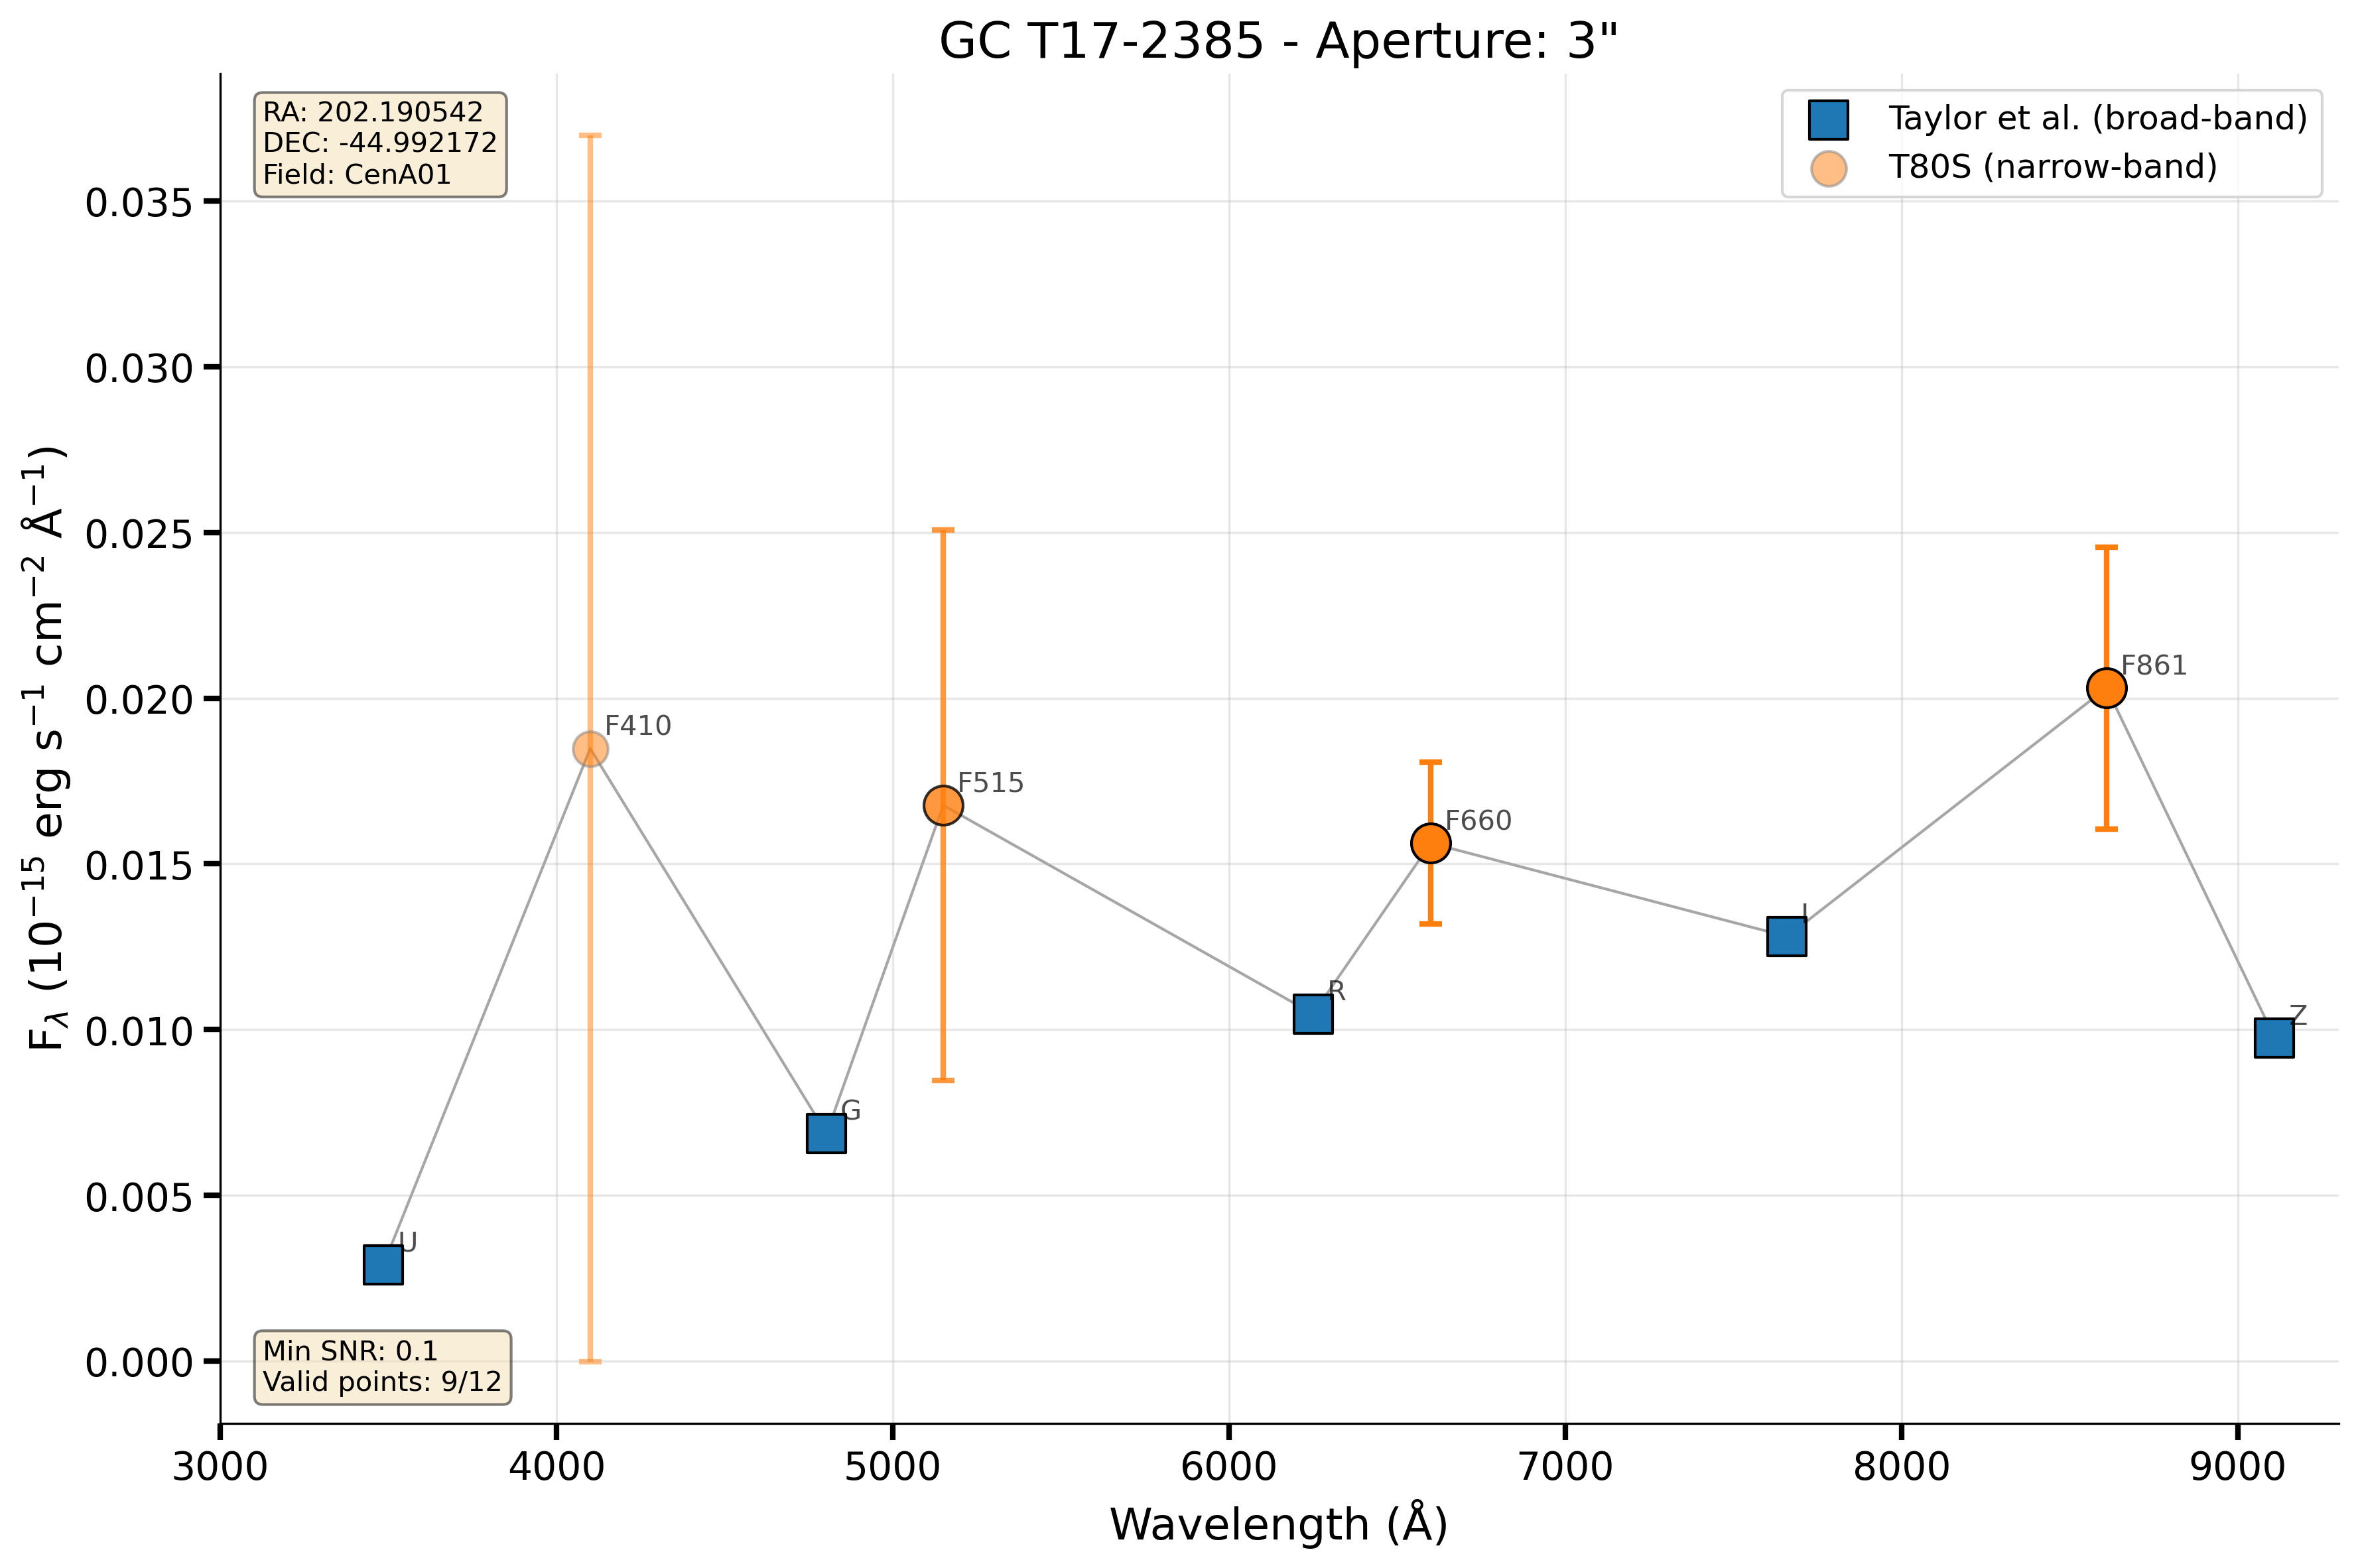 GC T17-2385 - Aperture: 3"
RA: 202.190542
DEC: -44.992172
Field: CenA01
Taylor et al. (broad-band)
T80S (narrow-band)
0.035
0.030
0.025
0.020
0.015
0.010
0.005
0.000
F_λ (10⁻¹⁵ erg s⁻¹ cm⁻² Å⁻¹)
U
F410
G
F515
R
F660
I
F861
Z
Min SNR: 0.1
Valid points: 9/12
3000 4000 5000 6000 7000 8000 9000
Wavelength (Å)